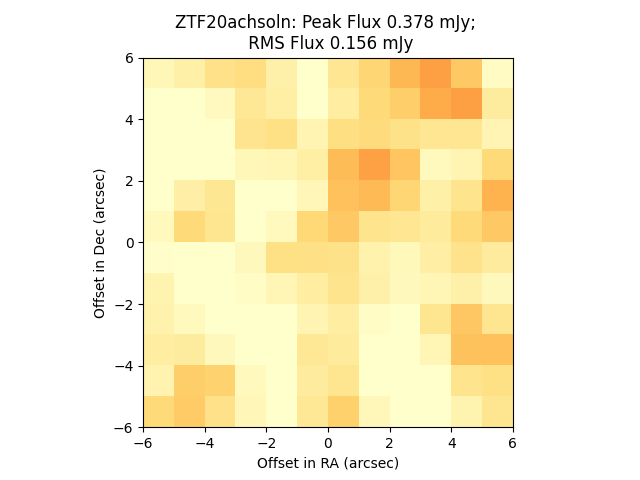 ZTF20achsoln: Peak Flux 0.378 mJy;
RMS Flux 0.156 mJy
6
4
2
0
−2
−4
−6
Offset in Dec (arcsec)
−6 −4 −2 0 2 4 6
Offset in RA (arcsec)